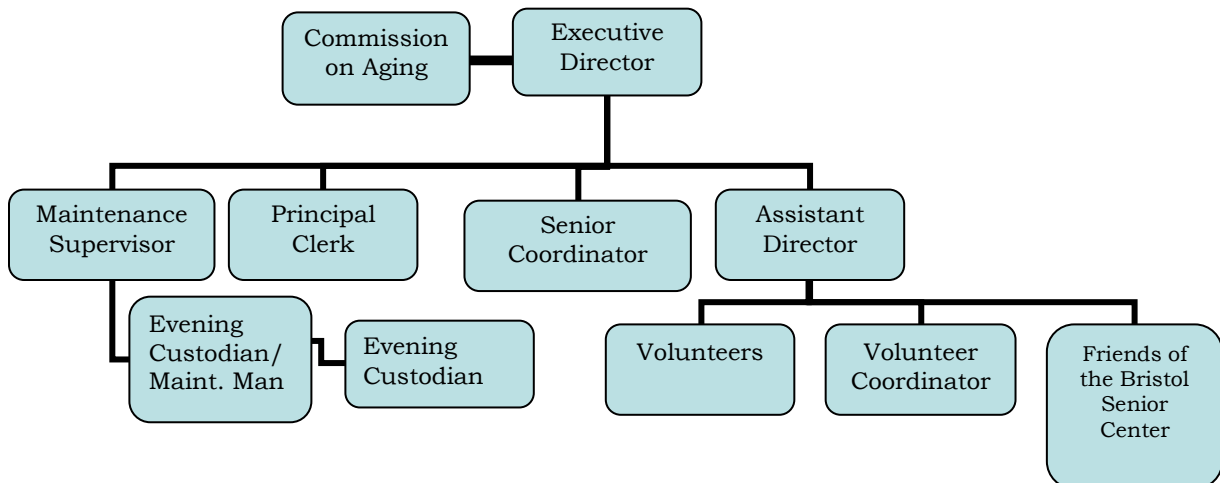 Commission
on Aging
Executive
Director
Maintenance
Supervisor
Principal
Clerk
Senior
Coordinator
Assistant
Director
Evening
Custodian/
Maint. Man
Evening
Custodian
Volunteers
Volunteer
Coordinator
Friends of
the Bristol
Senior
Center